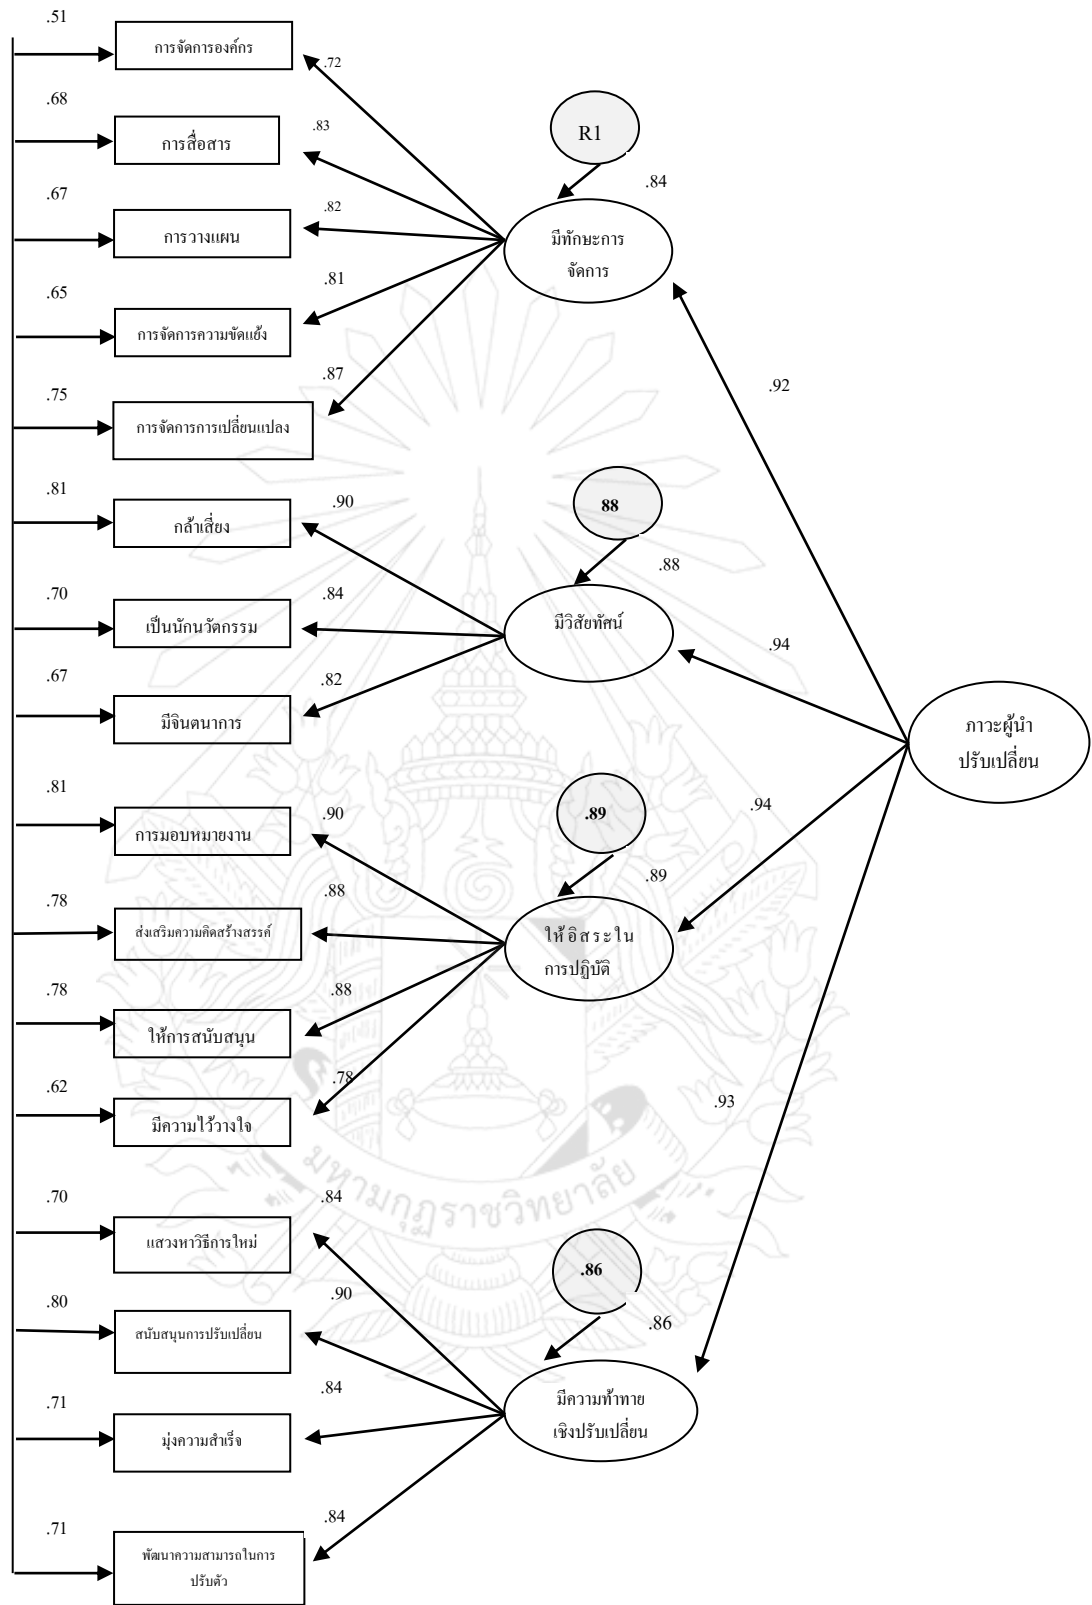 .51
การจัดการองค์กร
.72
.68
การสื่อสาร
.83
R1
.84
.67
การวางแผน
.82
มีทักษะการ
จัดการ
.65
การจัดการความขัดแย้ง
.81
.75
การจัดการการเปลี่ยนแปลง
.87
.92
.81
กล้าเสี่ยง
.90
88
.88
.70
เป็นนักนวัตกรรม
.84
มีวิสัยทัศน์
.94
.67
มีจินตนาการ
.82
ภาวะผู้นำ
ปรับเปลี่ยน
.81
การมอบหมายงาน
.90
.89
.94
.89
.78
ส่งเสริมความคิดสร้างสรรค์
.88
ให้อิสระใน
การปฏิบัติ
.78
ให้การสนับสนุน
.88
.62
มีความไว้วางใจ
.78
.93
มหามกุฏราชวิทยาลัย
.70
แสวงหาวิธีการใหม่
.84
.80
สนับสนุนการปรับเปลี่ยน
.90
.86
.86
.71
มุ่งความสำเร็จ
.84
มีความท้าทาย
เชิงปรับเปลี่ยน
.71
พัฒนาความสามารถในการ
ปรับตัว
.84